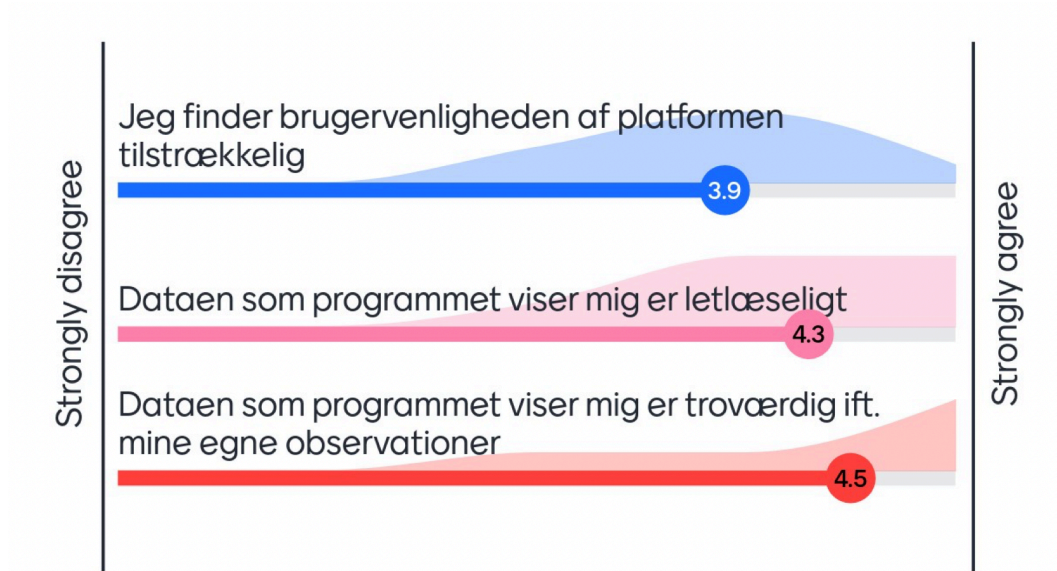 Jeg finder brugervenligheden af platformen
tilstrækkelig
3.9
Dataen som programmet viser mig er letlæseligt
4.3
Dataen som programmet viser mig er troværdig ift.
mine egne observationer
4.5
Strongly disagree
Strongly agree